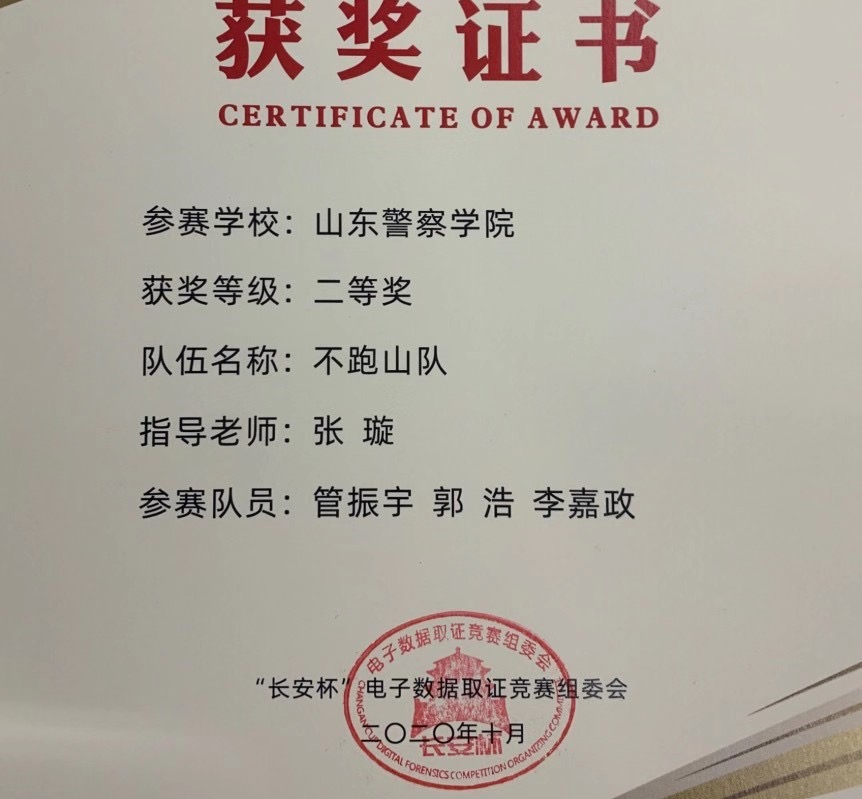 获奖证书
CERTIFICATE OF AWARD
参赛学校：山东警察学院
获奖等级：二等奖
队伍名称：不跑山队
指导老师：张 璇
参赛队员：管振宇 郭 浩 李嘉政
电子数据取证竞赛组委会
“长安杯”电子数据取证竞赛组委会
二〇二〇年十月
长安杯
CHANGAN CUP DIGITAL FORENSICS COMPETITION ORGANIZING COM